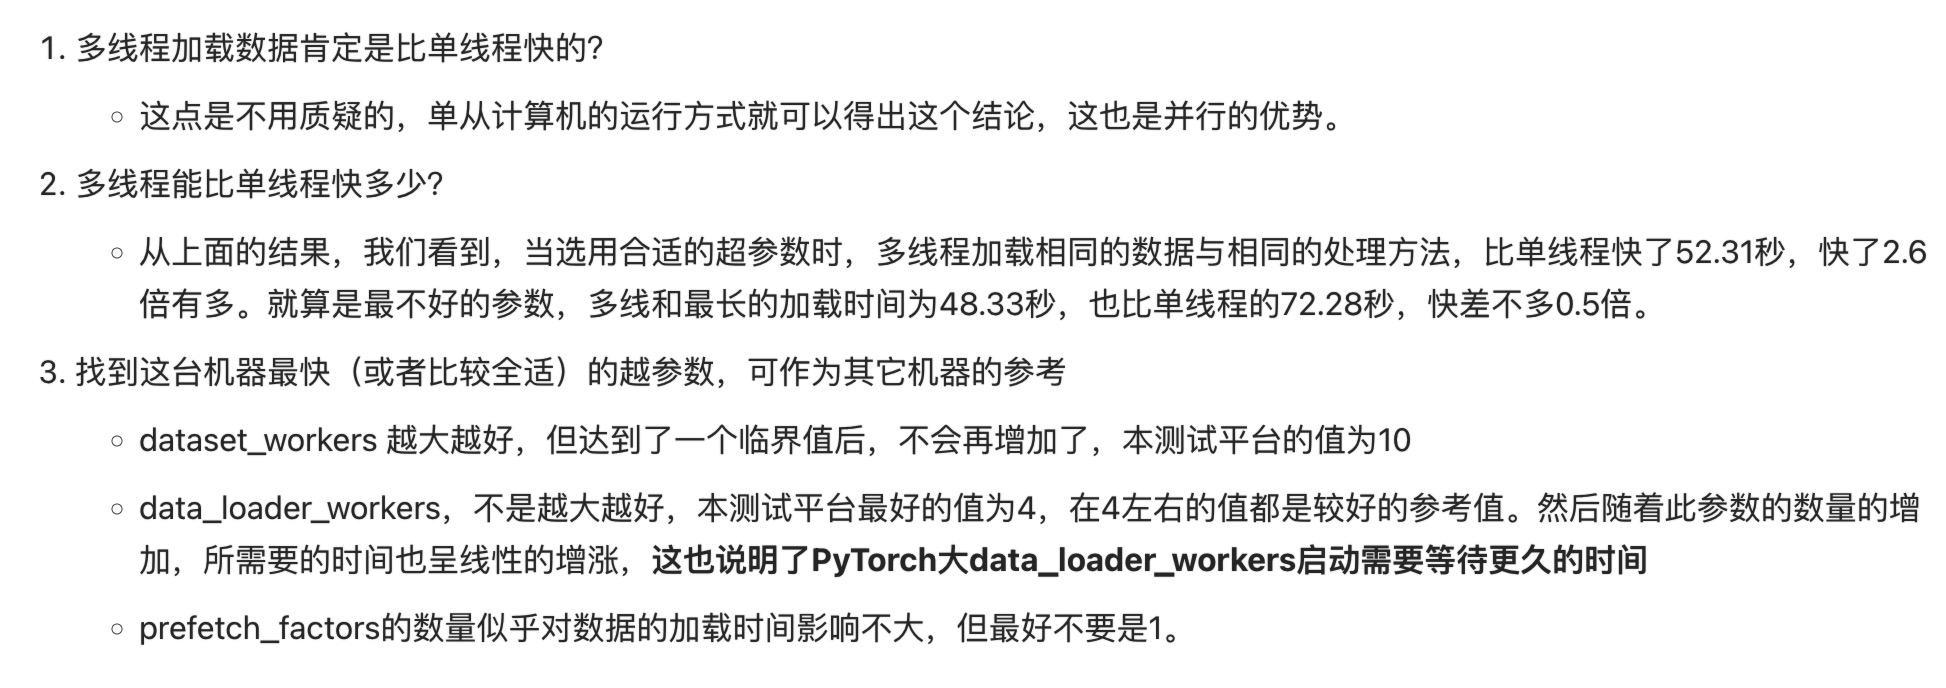 1. 多线程加载数据肯定是比单线程快的?
◦ 这点是不用质疑的，单从计算机的运行方式就可以得出这个结论，这也是并行的优势。
2. 多线程能比单线程快多少?
◦ 从上面的结果，我们看到，当选用合适的超参数时，多线程加载相同的数据与相同的处理方法，比单线程快了52.31秒，快了2.6
倍有多。就算是最不好的参数，多线和最长的加载时间为48.33秒，也比单线程的72.28秒，快差不多0.5倍。
3. 找到这台机器最快（或者比较全适）的越参数，可作为其它机器的参考
◦ dataset_workers 越大越好，但达到了一个临界值后，不会再增加了，本测试平台的值为10
◦ data_loader_workers，不是越大越好，本测试平台最好的值为4，在4左右的值都是较好的参考值。然后随着此参数的数量的增
加，所需要的时间也呈线性的增涨，这也说明了PyTorch大data_loader_workers启动需要等待更久的时间
◦ prefetch_factors的数量似乎对数据的加载时间影响不大，但最好不要是1。